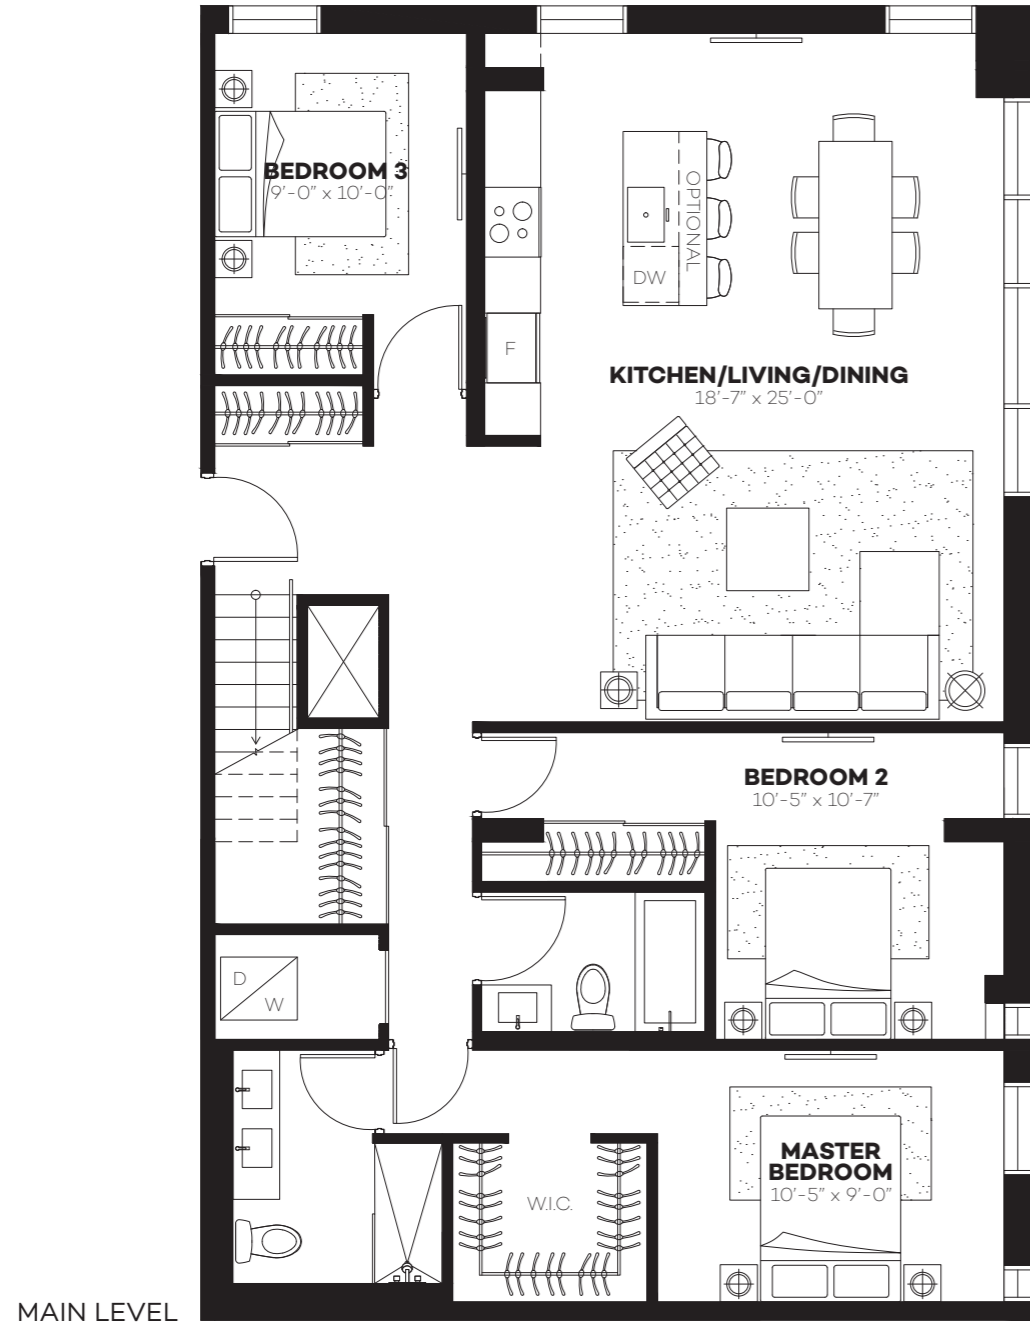 BEDROOM 3
9’-0” x 10’-0”
OPTIONAL
DW
F
KITCHEN/LIVING/DINING
18’-7” x 25’-0”
BEDROOM 2
10’-5” x 10’-7”
D
W
MASTER
BEDROOM
10’-5” x 9’-0”
W.I.C.
MAIN LEVEL